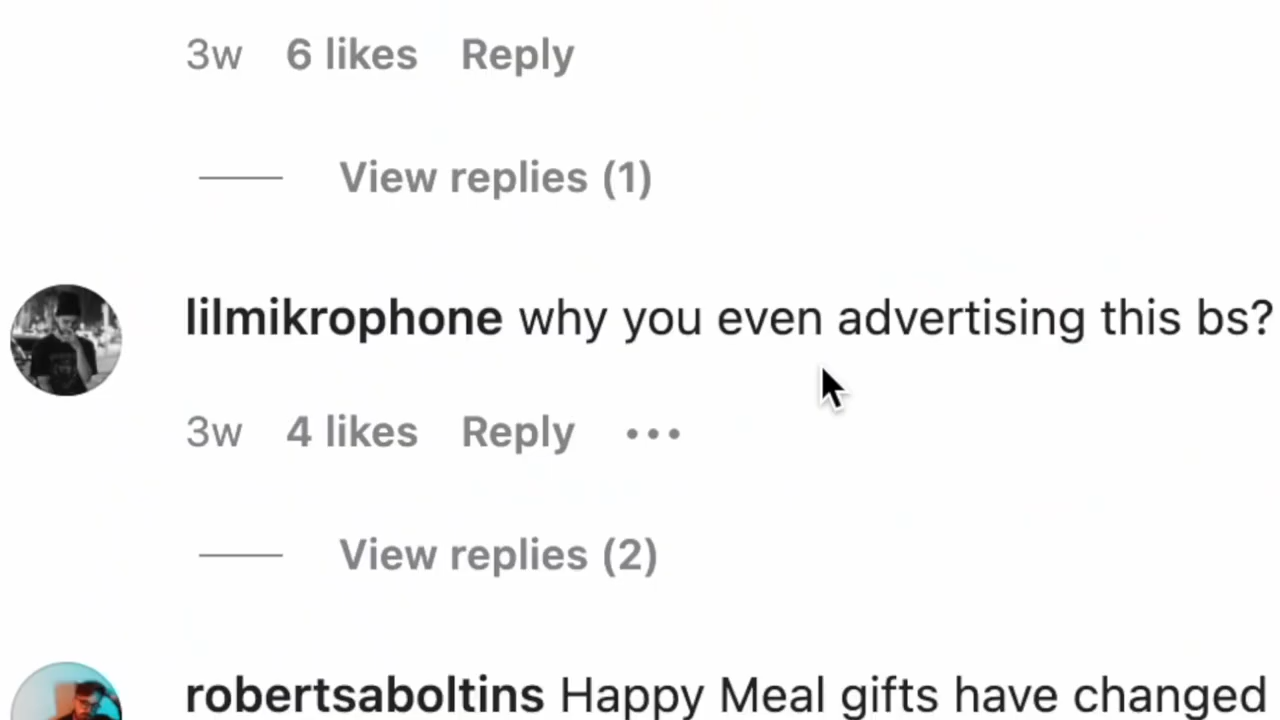 3w 6 likes Reply
View replies (1)
lilmikrophone why you even advertising this bs?
3w 4 likes Reply •••
View replies (2)
robertsaboltins Happy Meal gifts have changed